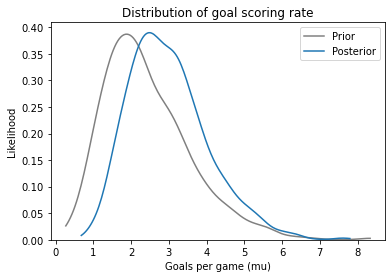 Distribution of goal scoring rate
Prior
Posterior
Likelihood
0.40
0.35
0.30
0.25
0.20
0.15
0.10
0.05
0.00
0 1 2 3 4 5 6 7 8
Goals per game (mu)